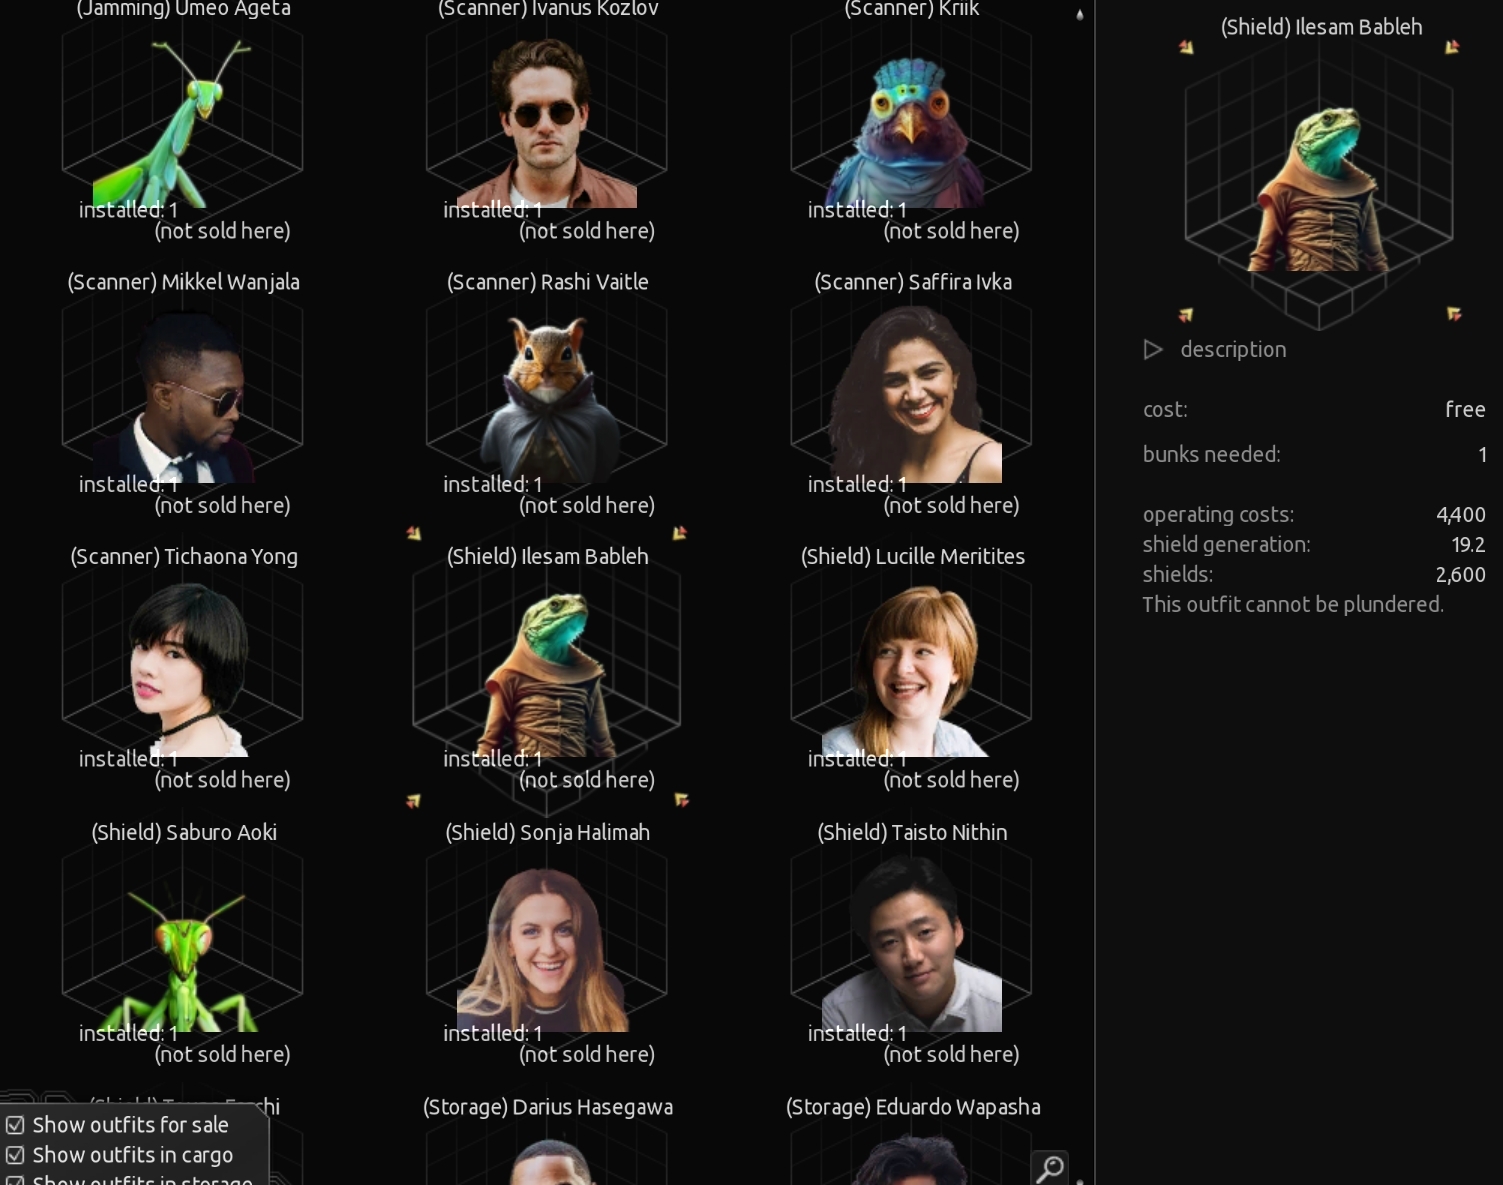 (Jamming) Umeo Ageta
(Scanner) Ivanus Kozlov
(Scanner) Kriik
installed: 1
(not sold here)
installed: 1
(not sold here)
installed: 1
(not sold here)
(Scanner) Mikkel Wanjala
(Scanner) Rashi Vaitle
(Scanner) Saffira Ivka
installed: 1
(not sold here)
installed: 1
(not sold here)
installed: 1
(not sold here)
(Scanner) Tichaona Yong
(Shield) Ilesam Bableh
(Shield) Lucille Meritites
installed: 1
(not sold here)
installed: 1
(not sold here)
installed: 1
(not sold here)
(Shield) Saburo Aoki
(Shield) Sonja Halimah
(Shield) Taisto Nithin
installed: 1
(not sold here)
installed: 1
(not sold here)
installed: 1
(not sold here)
(Shield)
(Storage) Darius Hasegawa
(Storage) Eduardo Wapasha
Show outfits for sale
Show outfits in cargo
Show outfits in storage
(Shield) Ilesam Bableh
description
cost: free
bunks needed: 1
operating costs: 4,400
shield generation: 19.2
shields: 2,600
This outfit cannot be plundered.